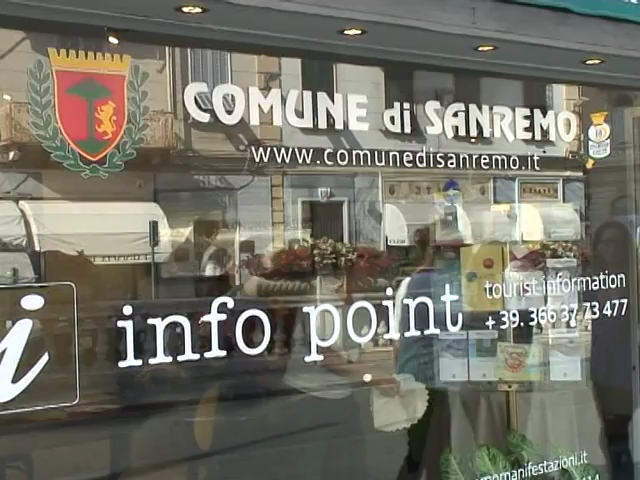 COMUNE di SANREMO
www.comunedisanremo.it
i info point
tourist information
+39. 366 37 73 477